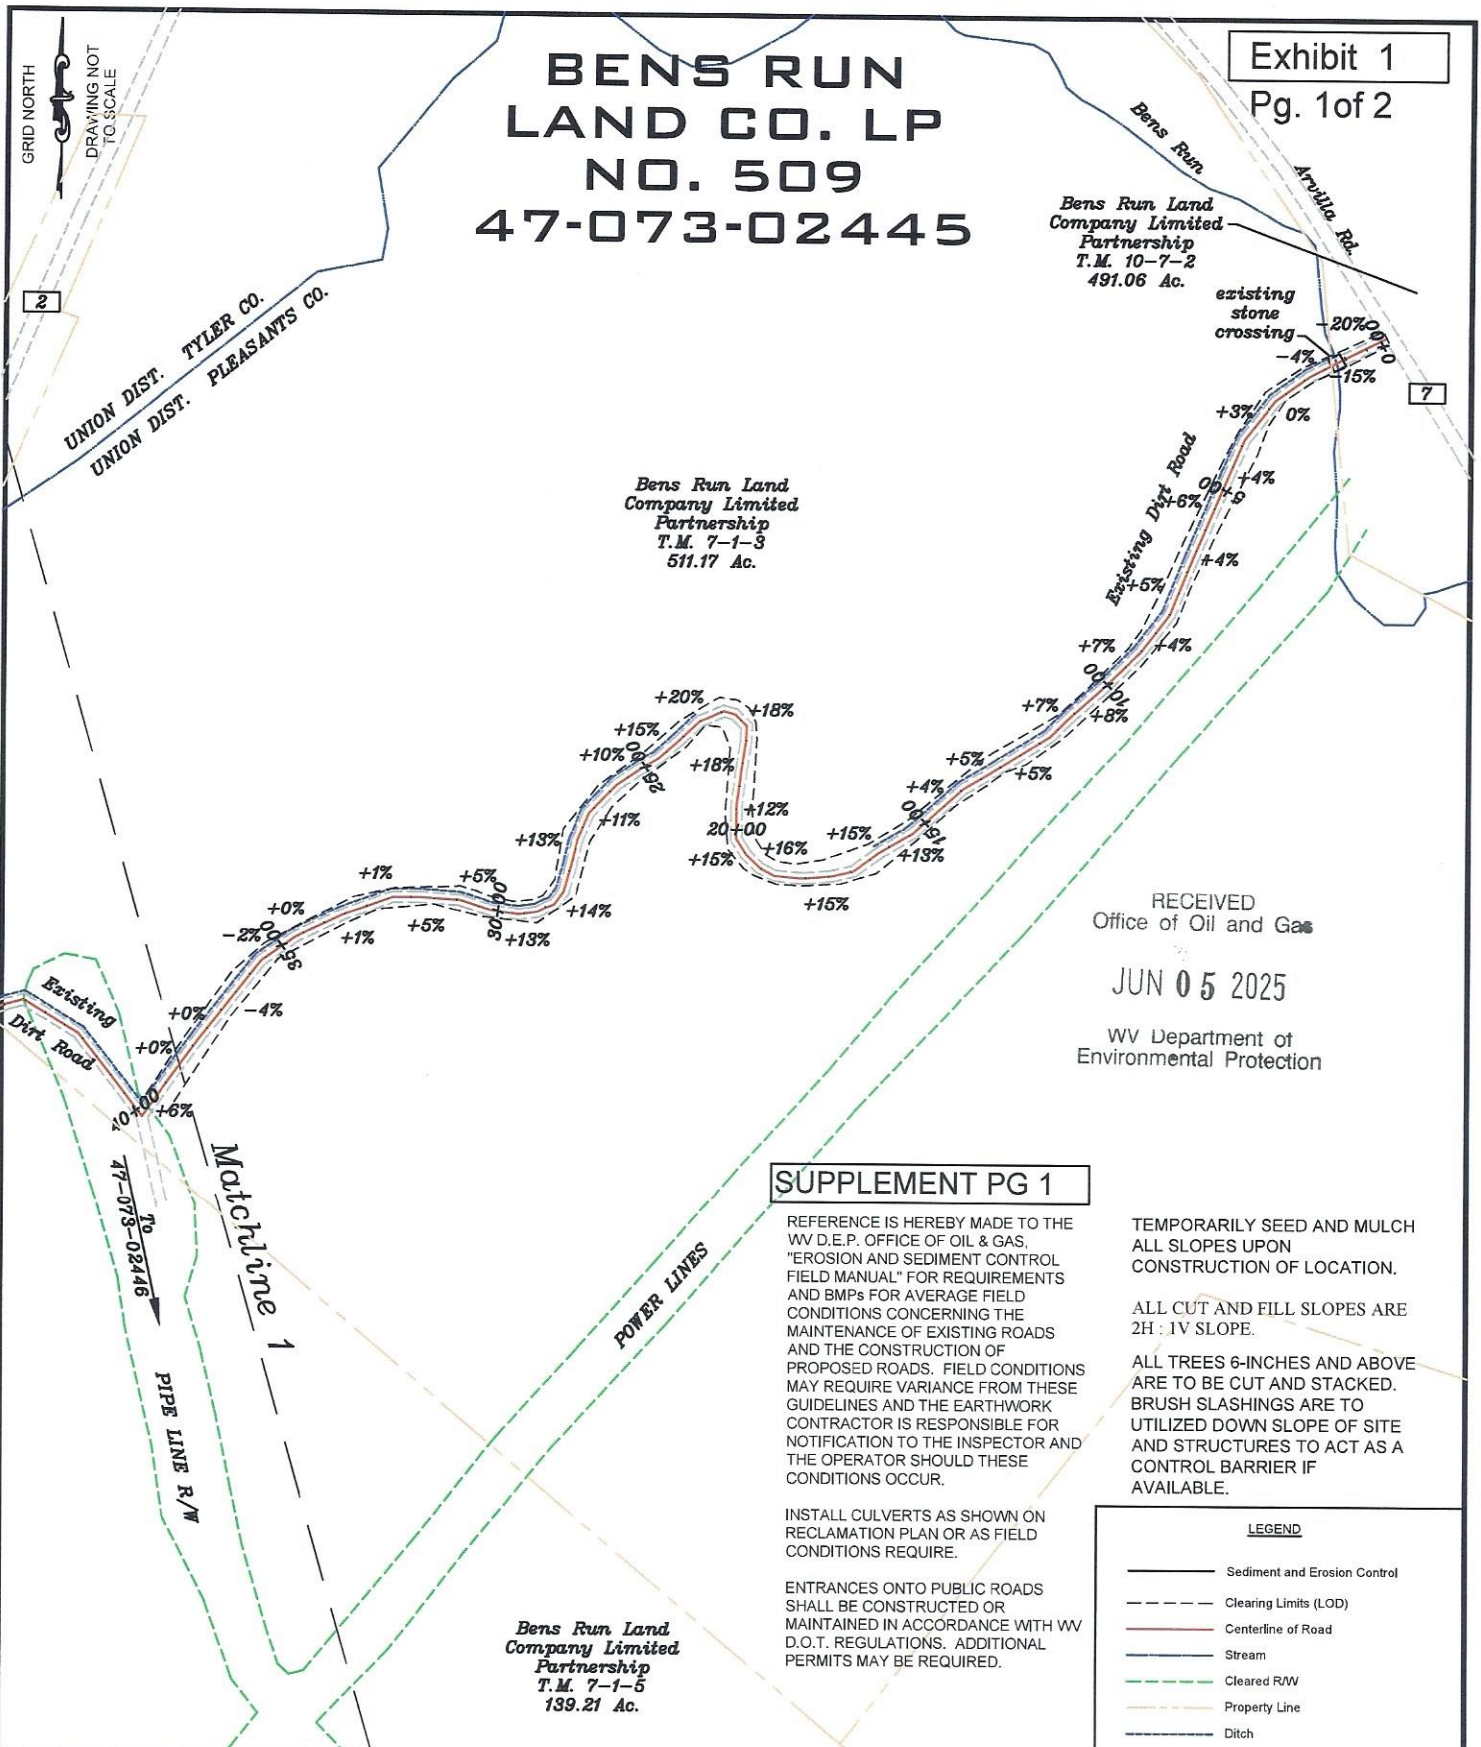 GRID NORTH
DRAWING NOT
TO SCALE
BENS RUN
LAND CO. LP
NO. 509
47-073-02445
Exhibit 1
Pg. 1of 2
Bens Run
Arvilla Rd.
Bens Run Land
Company Limited
Partnership
T.M. 10-7-2
491.06 Ac.
2
UNION DIST. TYLER CO.
UNION DIST. PLEASANTS CO.
existing
stone
crossing
-20%
0+00
-4%
-15%
7
+3%
0%
+4%
5+00
+6%
Existing Dirt Road
+4%
+5%
Bens Run Land
Company Limited
Partnership
T.M. 7-1-3
511.17 Ac.
+7%
+4%
10+00
+8%
+7%
+20%
+18%
+15%
+10%
25+00
+18%
+5%
+5%
+4%
15+00
+12%
20+00
+11%
+13%
+15%
+16%
+15%
+13%
+15%
+1%
+5%
+14%
30+00
+13%
+0%
+5%
+1%
-2%
35+00
-4%
+0%
+0%
Existing
Dirt Road
40+00
+6%
RECEIVED
Office of Oil and Gas
JUN 05 2025
WV Department of
Environmental Protection
To
47-073-02446
Matchline 1
PIPE LINE R/W
POWER LINES
SUPPLEMENT PG 1
REFERENCE IS HEREBY MADE TO THE
WV D.E.P. OFFICE OF OIL & GAS,
"EROSION AND SEDIMENT CONTROL
FIELD MANUAL" FOR REQUIREMENTS
AND BMPs FOR AVERAGE FIELD
CONDITIONS CONCERNING THE
MAINTENANCE OF EXISTING ROADS
AND THE CONSTRUCTION OF
PROPOSED ROADS. FIELD CONDITIONS
MAY REQUIRE VARIANCE FROM THESE
GUIDELINES AND THE EARTHWORK
CONTRACTOR IS RESPONSIBLE FOR
NOTIFICATION TO THE INSPECTOR AND
THE OPERATOR SHOULD THESE
CONDITIONS OCCUR.
INSTALL CULVERTS AS SHOWN ON
RECLAMATION PLAN OR AS FIELD
CONDITIONS REQUIRE.
ENTRANCES ONTO PUBLIC ROADS
SHALL BE CONSTRUCTED OR
MAINTAINED IN ACCORDANCE WITH WV
D.O.T. REGULATIONS. ADDITIONAL
PERMITS MAY BE REQUIRED.
TEMPORARILY SEED AND MULCH
ALL SLOPES UPON
CONSTRUCTION OF LOCATION.
ALL CUT AND FILL SLOPES ARE
2H : 1V SLOPE.
ALL TREES 6-INCHES AND ABOVE
ARE TO BE CUT AND STACKED.
BRUSH SLASHINGS ARE TO
UTILIZED DOWN SLOPE OF SITE
AND STRUCTURES TO ACT AS A
CONTROL BARRIER IF
AVAILABLE.
Bens Run Land
Company Limited
Partnership
T.M. 7-1-5
139.21 Ac.
LEGEND
Sediment and Erosion Control
Clearing Limits (LOD)
Centerline of Road
Stream
Cleared R/W
Property Line
Ditch